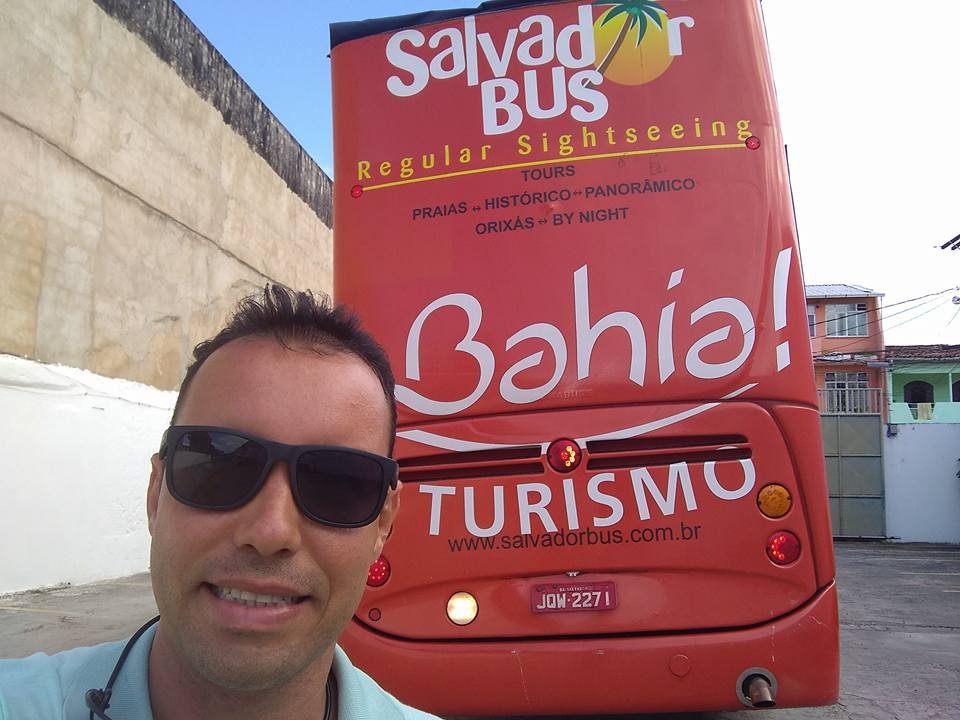 Salvador
BUS
Regular Sightseeing
TOURS
PRAIAS ↔ HISTÓRICO ↔ PANORÂMICO
ORIXÁS ↔ BY NIGHT
Bahia!
TURISMO
www.salvadorbus.com.br
JQW-2271